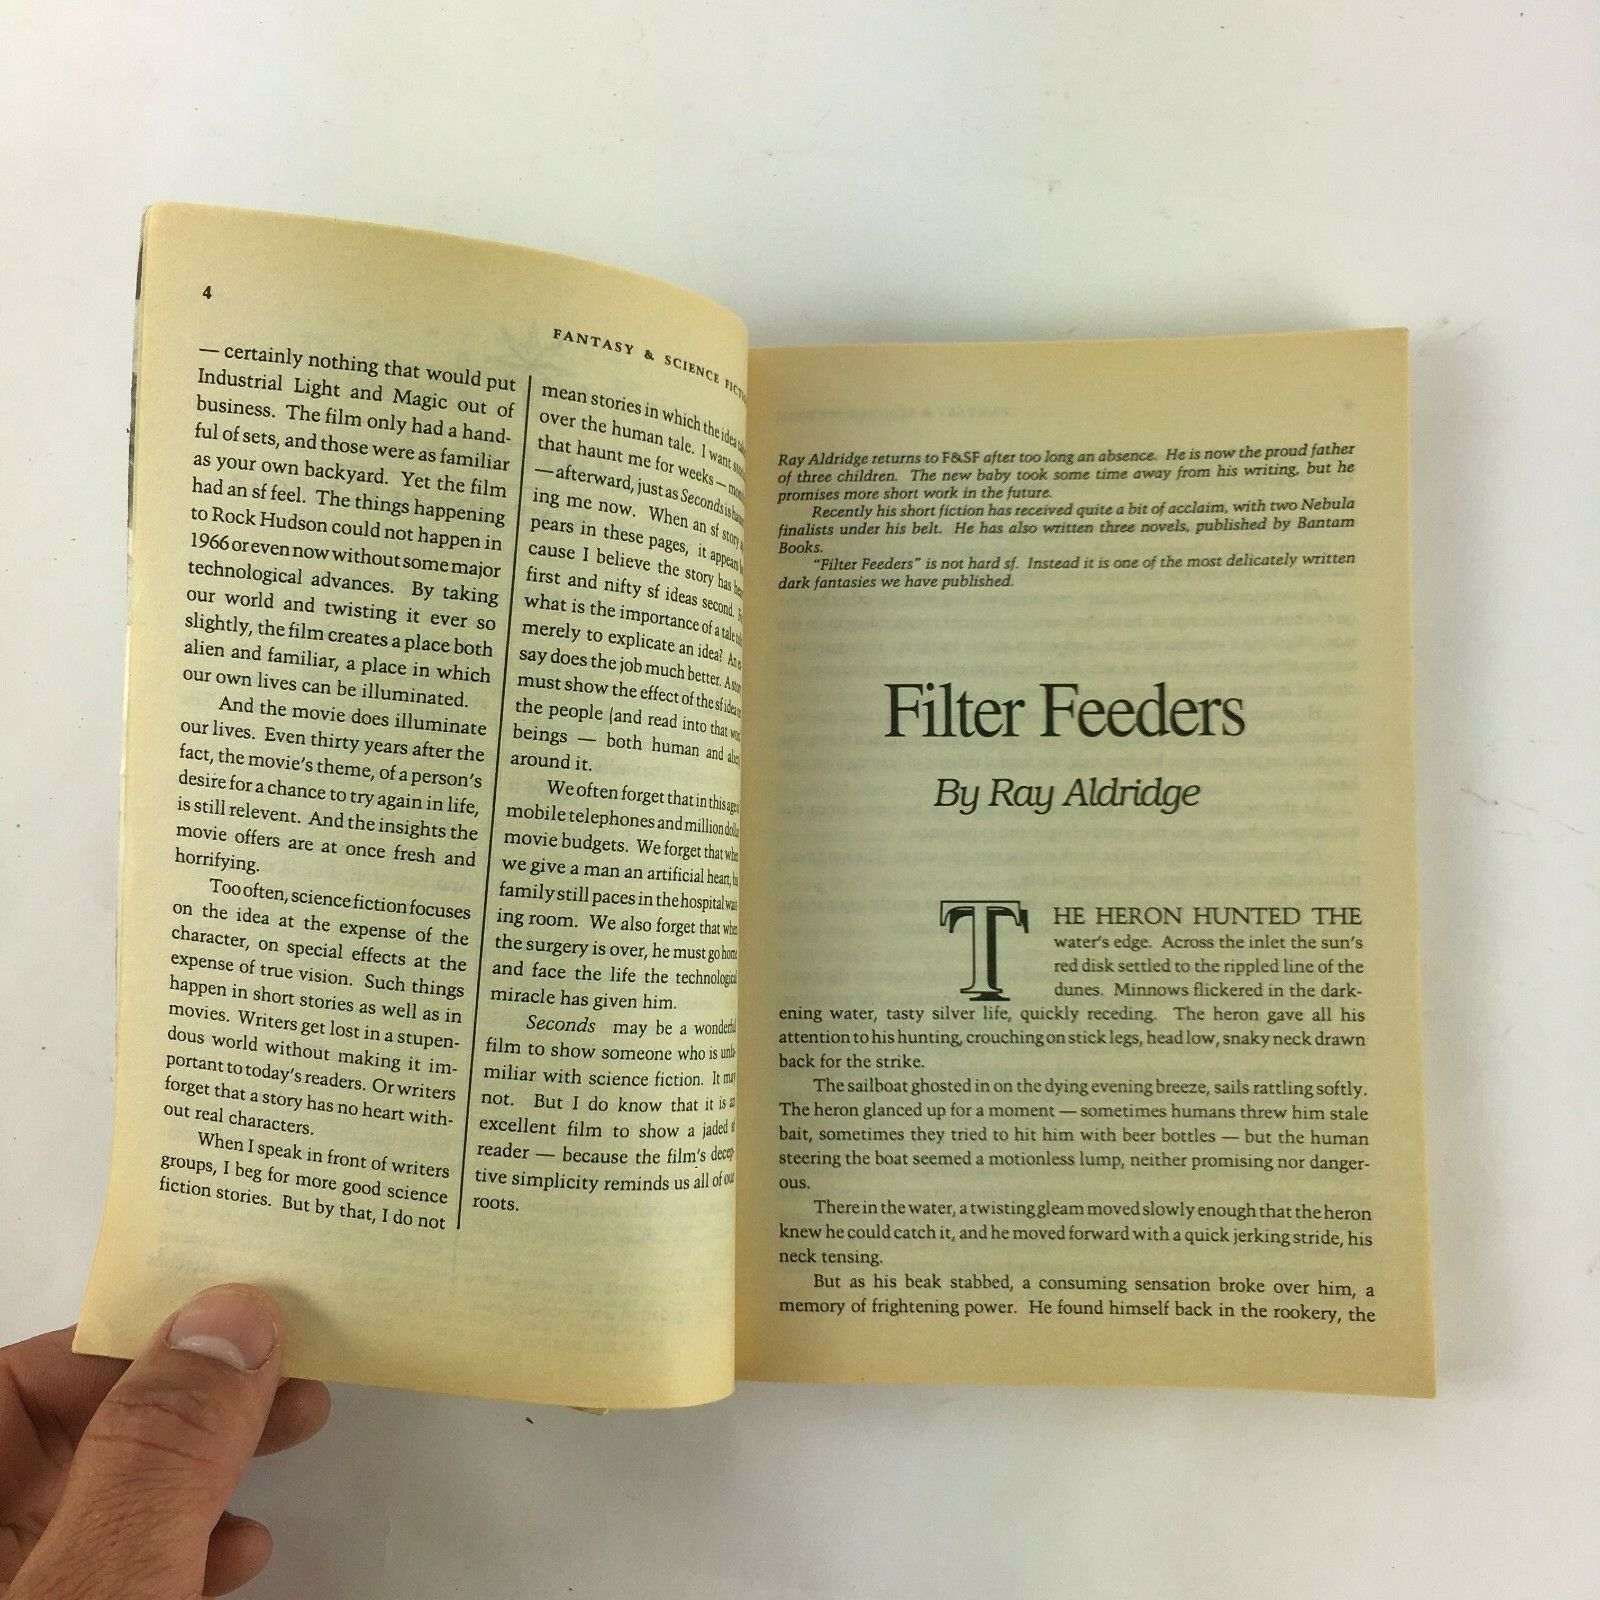 4
FANTASY & SCIENCE
— certainly nothing that would put
Industrial Light and Magic out of
business. The film only had a hand-
ful of sets, and those were as familiar
as your own backyard. Yet the film
had an sf feel. The things happening
to Rock Hudson could not happen in
1966 or even now without some major
technological advances. By taking
our world and twisting it ever so
slightly, the film creates a place both
alien and familiar, a place in which
our own lives can be illuminated.
And the movie does illuminate
our lives. Even thirty years after the
fact, the movie's theme, of a person's
desire for a chance to try again in life,
is still relevent. And the insights the
movie offers are at once fresh and
horrifying.
Too often, science fiction focuses
on the idea at the expense of the
character, on special effects at the
expense of true vision. Such things
happen in short stories as well as in
movies. Writers get lost in a stupen-
dous world without making it im-
portant to today's readers. Or writers
forget that a story has no heart with-
out real characters.
When I speak in front of writers
groups, I beg for more good science
fiction stories. But by that, I do not
mean stories in which the idea
over the human tale. I want
that haunt me for weeks —
— afterward, just as Seconds is
ing me now. When an sf story
pears in these pages, it appears
cause I believe the story has
first and nifty sf ideas second.
what is the importance of a tale
merely to explicate an idea? An
say does the job much better. A
must show the effect of the sf idea
the people (and read into that
beings — both human and
around it.
We often forget that in this age
mobile telephones and million
movie budgets. We forget that
we give a man an artificial heart,
family still paces in the hospital
ing room. We also forget that
the surgery is over, he must go home
and face the life the technological
miracle has given him.
Seconds may be a wonderful
film to show someone who is
miliar with science fiction. It may
not. But I do know that it is
excellent film to show a jaded
reader — because the film's decep
tive simplicity reminds us all of our
roots.
Ray Aldridge returns to F&SF after too long an absence. He is now the proud father
of three children. The new baby took some time away from his writing, but he
promises more short work in the future.
Recently his short fiction has received quite a bit of acclaim, with two Nebula
finalists under his belt. He has also written three novels, published by Bantam
Books.
"Filter Feeders" is not hard sf. Instead it is one of the most delicately written
dark fantasies we have published.
Filter Feeders
By Ray Aldridge
THE HERON HUNTED THE
water's edge. Across the inlet the sun's
red disk settled to the rippled line of the
dunes. Minnows flickered in the dark-
ening water, tasty silver life, quickly receding. The heron gave all his
attention to his hunting, crouching on stick legs, head low, snaky neck drawn
back for the strike.
The sailboat ghosted in on the dying evening breeze, sails rattling softly.
The heron glanced up for a moment — sometimes humans threw him stale
bait, sometimes they tried to hit him with beer bottles — but the human
steering the boat seemed a motionless lump, neither promising nor danger-
ous.
There in the water, a twisting gleam moved slowly enough that the heron
knew he could catch it, and he moved forward with a quick jerking stride, his
neck tensing.
But as his beak stabbed, a consuming sensation broke over him, a
memory of frightening power. He found himself back in the rookery, the